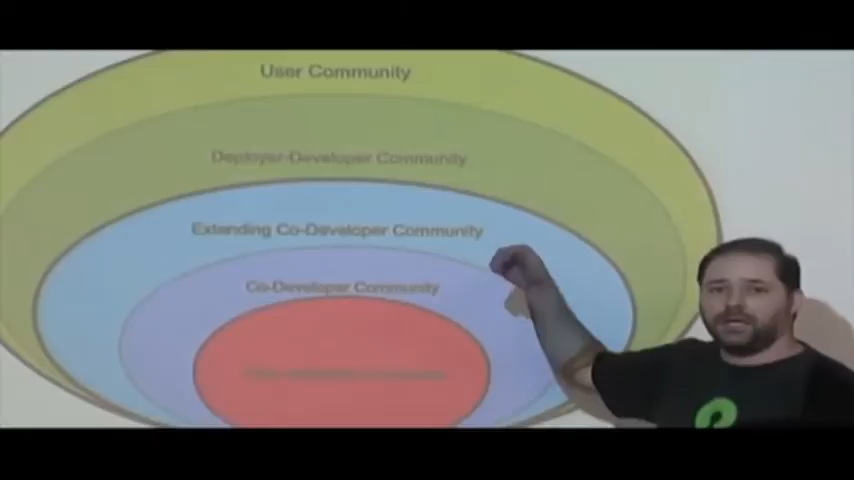 User Community
Deployer-Developer Community
Extending Co-Developer Community
Co-Developer Community